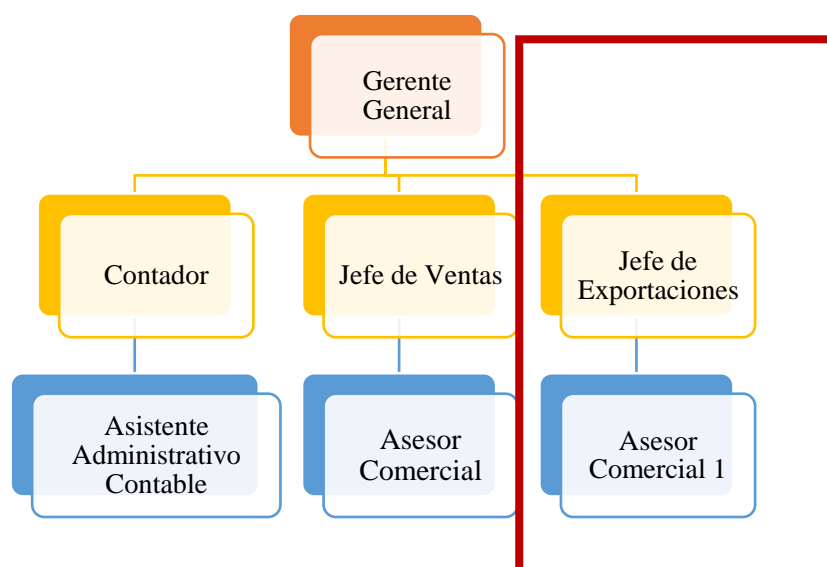 Gerente
General
Contador
Jefe de Ventas
Jefe de
Exportaciones
Asistente
Administrativo
Contable
Asesor
Comercial
Asesor
Comercial 1